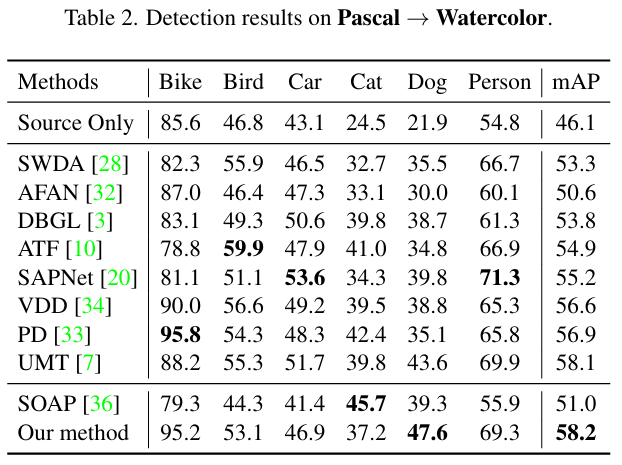 Table 2. Detection results on Pascal → Watercolor.
Methods Bike Bird Car Cat Dog Person mAP
Source Only 85.6 46.8 43.1 24.5 21.9 54.8 46.1
SWDA [28] 82.3 55.9 46.5 32.7 35.5 66.7 53.3
AFAN [32] 87.0 46.4 47.3 33.1 30.0 60.1 50.6
DBGL [3] 83.1 49.3 50.6 39.8 38.7 61.3 53.8
ATF [10] 78.8 59.9 47.9 41.0 34.8 66.9 54.9
SAPNet [20] 81.1 51.1 53.6 34.3 39.8 71.3 55.2
VDD [34] 90.0 56.6 49.2 39.5 38.8 65.3 56.6
PD [33] 95.8 54.3 48.3 42.4 35.1 65.8 56.9
UMT [7] 88.2 55.3 51.7 39.8 43.6 69.9 58.1
SOAP [36] 79.3 44.3 41.4 45.7 39.3 55.9 51.0
Our method 95.2 53.1 46.9 37.2 47.6 69.3 58.2